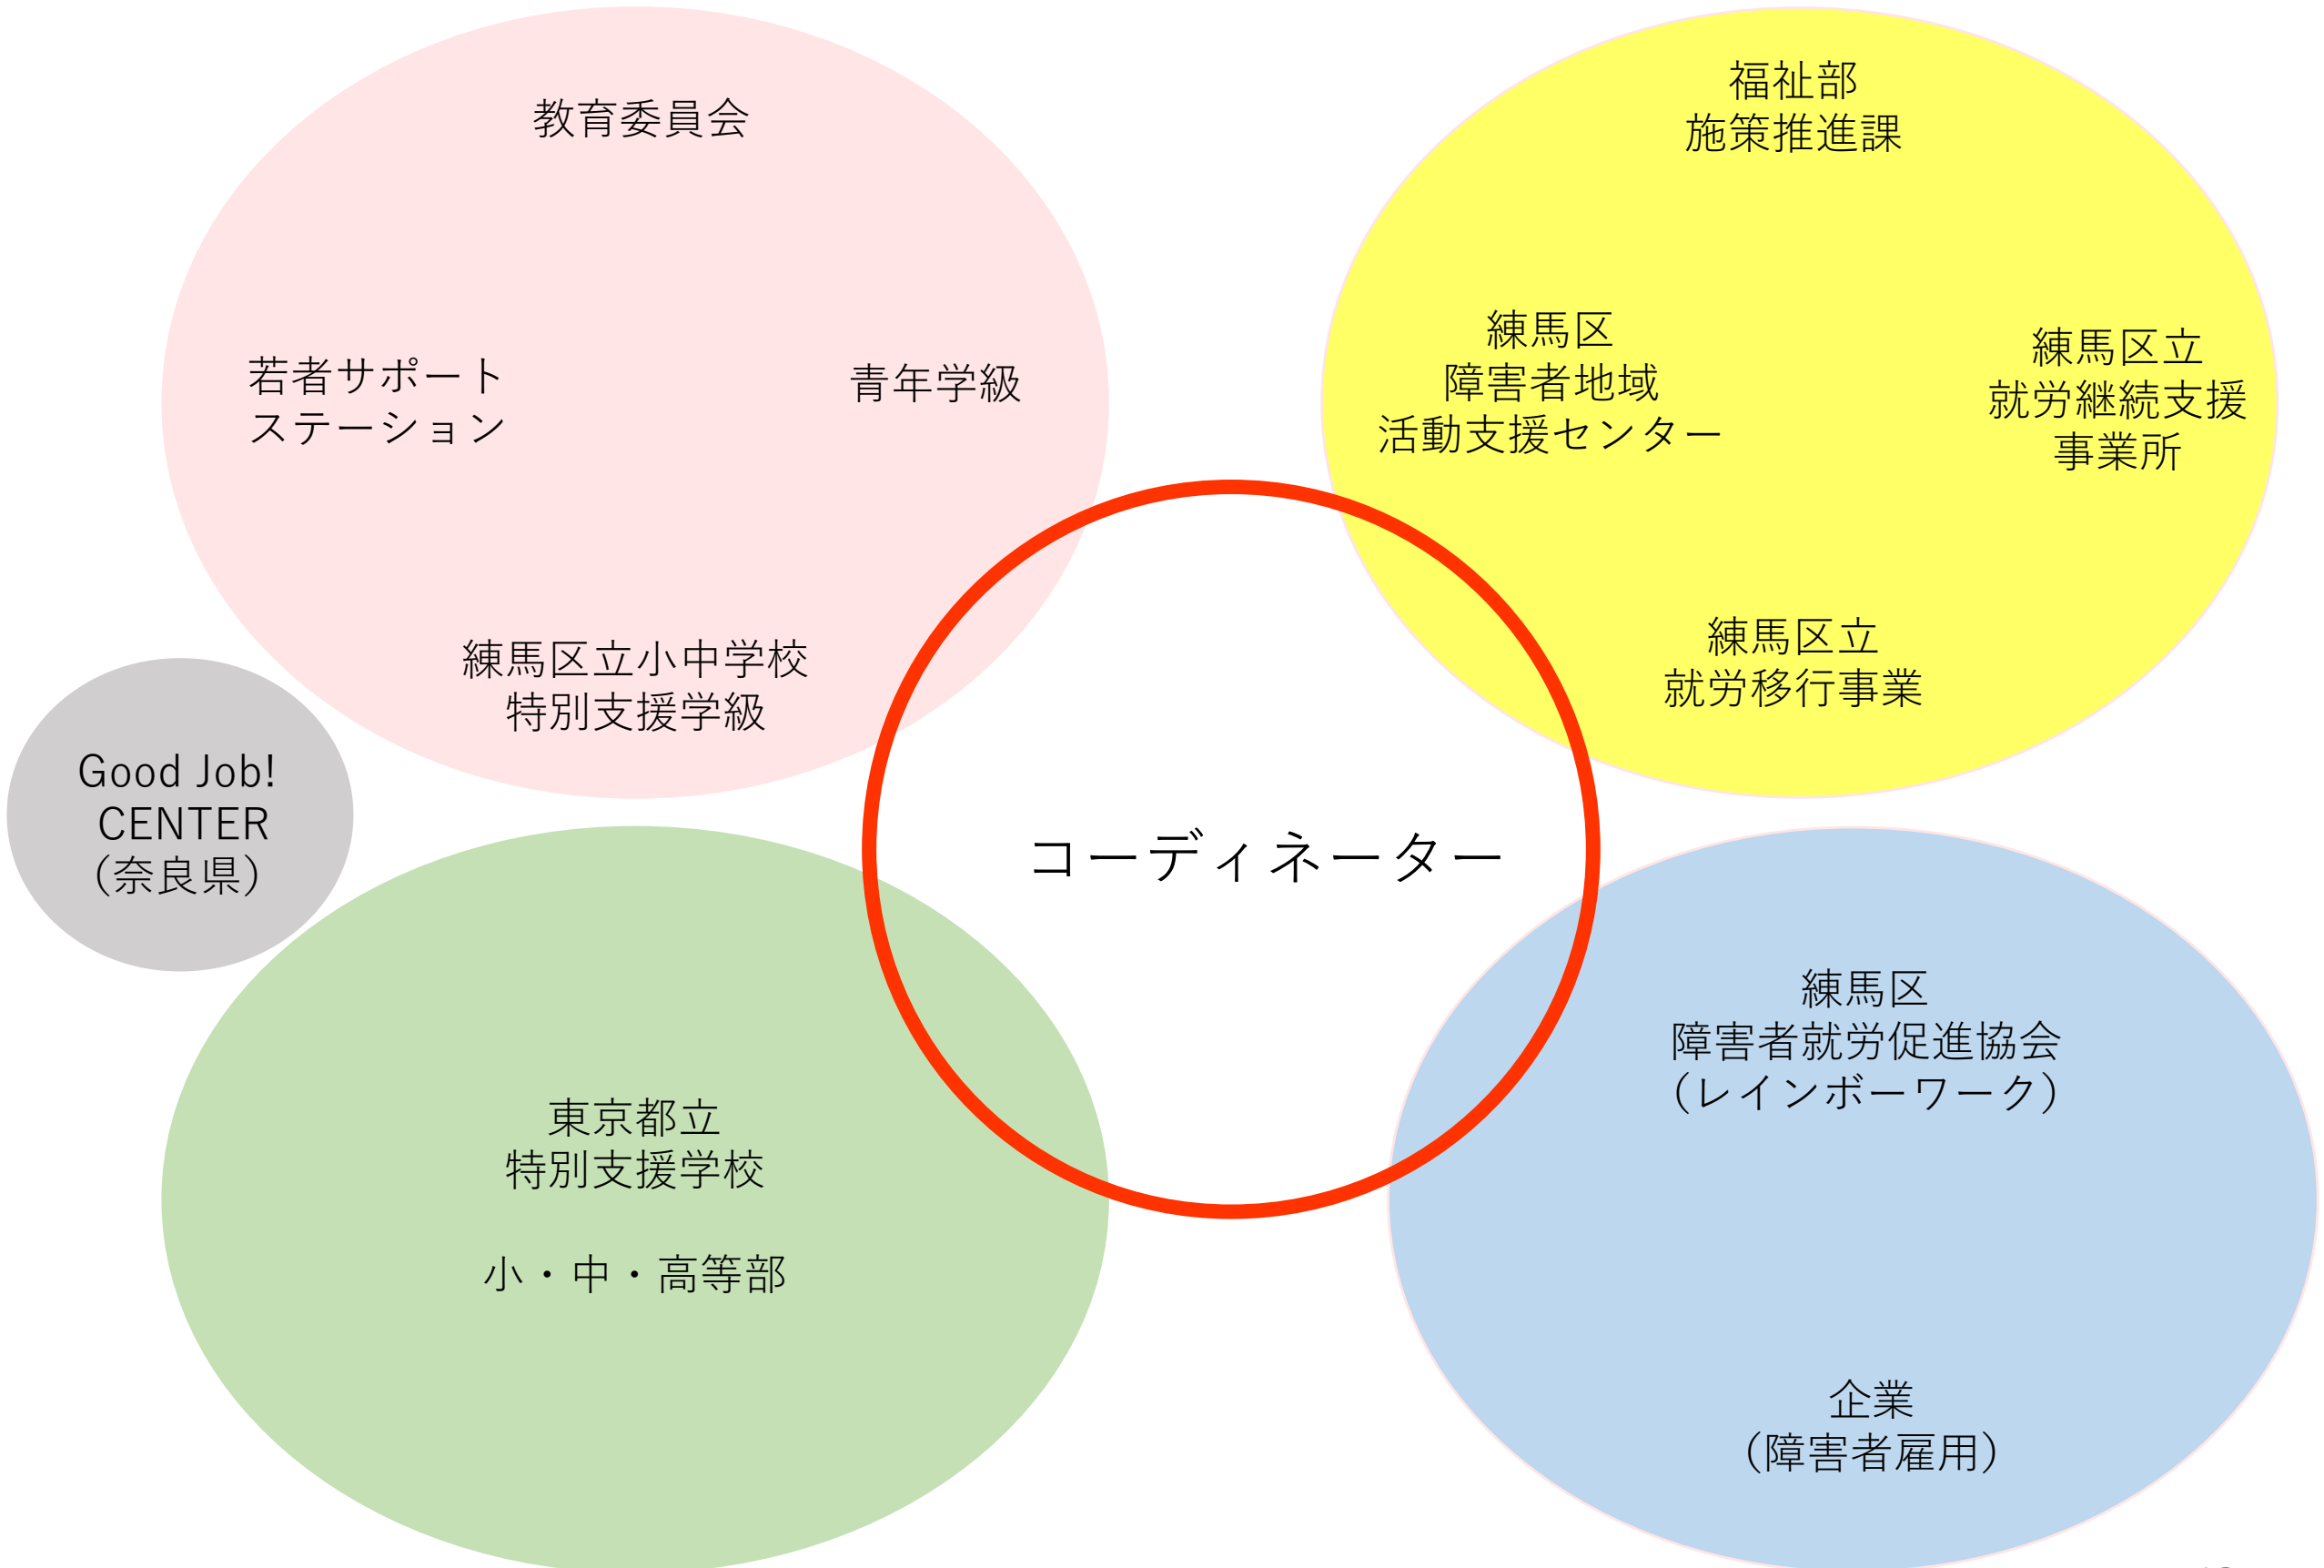 教育委員会
若者サポート
ステーション
青年学級
練馬区立小中学校
特別支援学級
福祉部
施策推進課
練馬区
障害者地域
活動支援センター
練馬区立
就労継続支援
事業所
練馬区立
就労移行事業
Good Job!
CENTER
（奈良県）
コーディネーター
東京都立
特別支援学校
小・中・高等部
練馬区
障害者就労促進協会
（レインボーワーク）
企業
（障害者雇用）